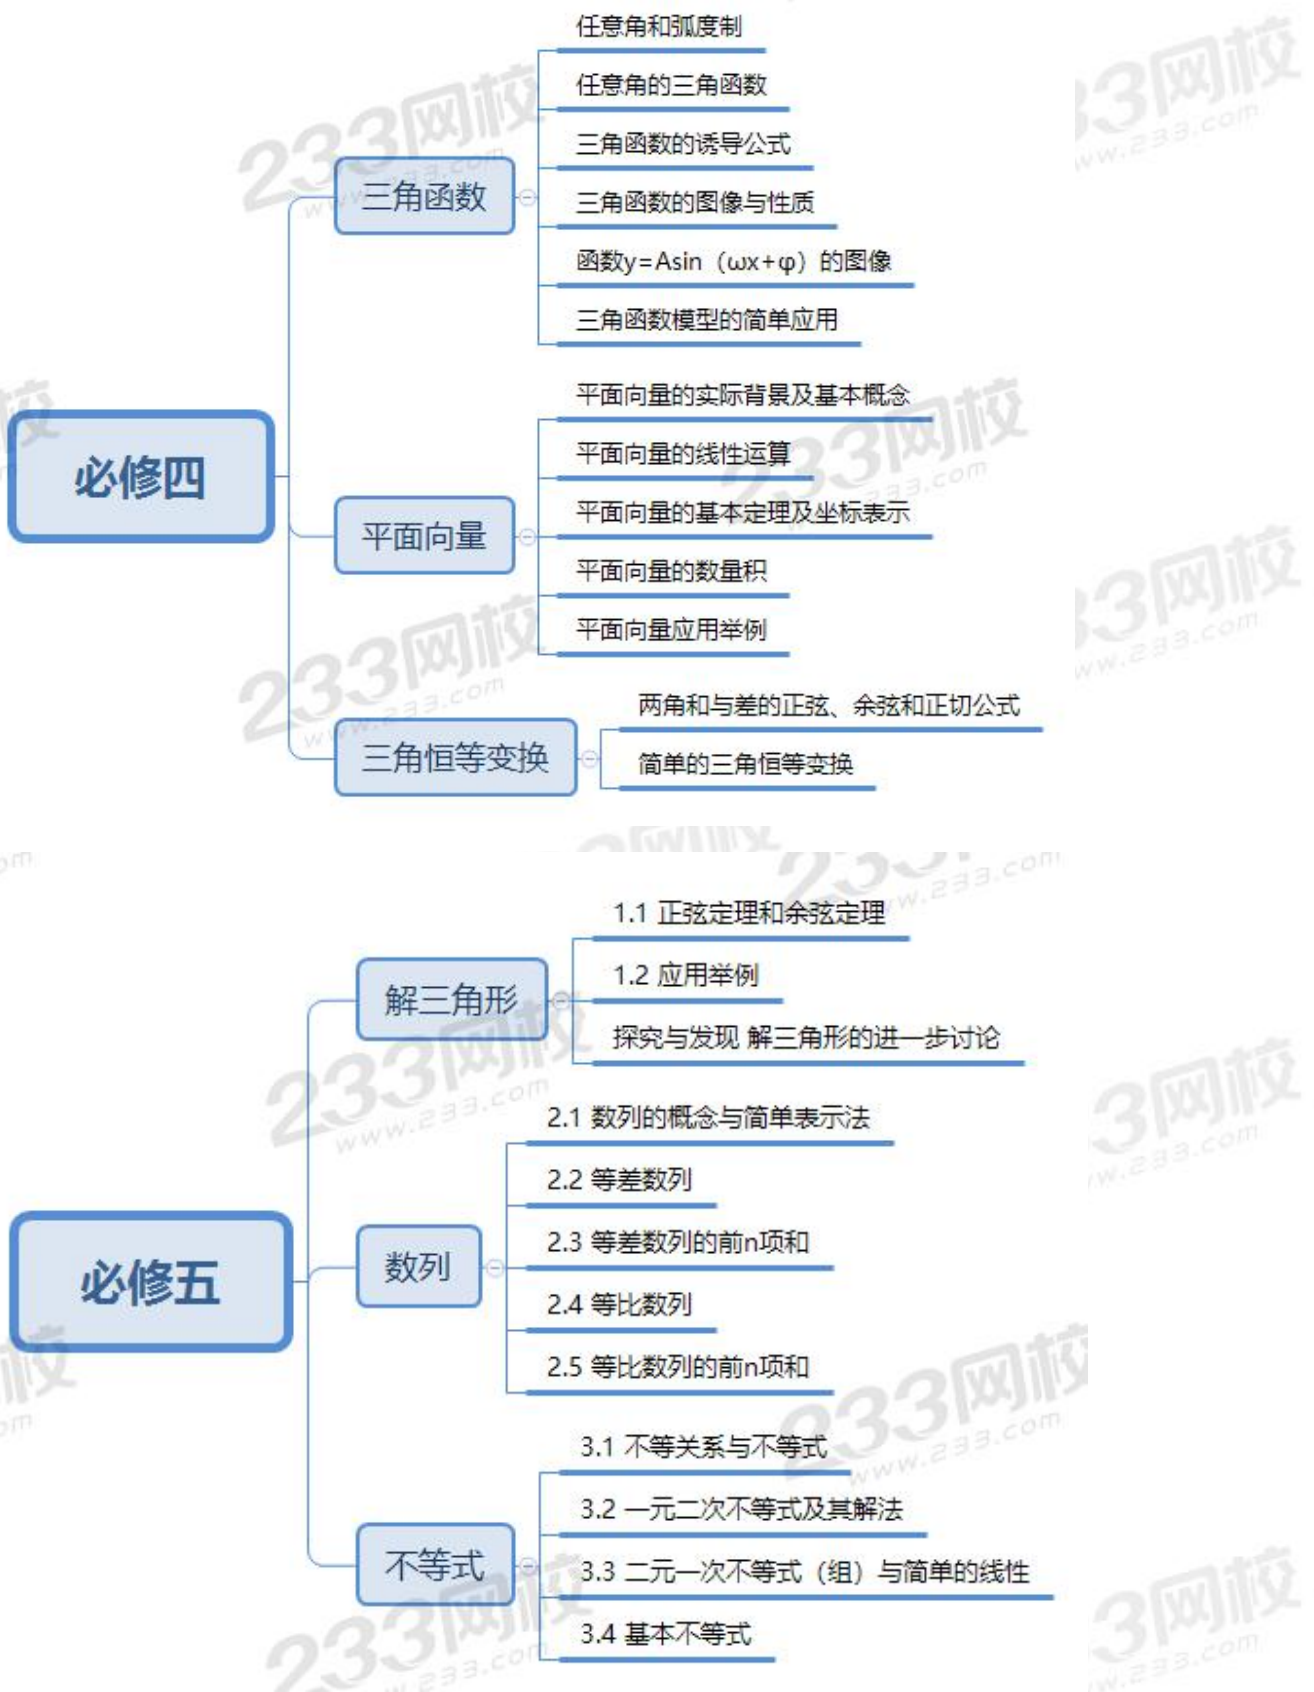 任意角和弧度制
任意角的三角函数
三角函数的诱导公式
三角函数
三角函数的图像与性质
函数y=Asin（ωx+φ）的图像
三角函数模型的简单应用
必修四
平面向量的实际背景及基本概念
平面向量的线性运算
平面向量
平面向量的基本定理及坐标表示
平面向量的数量积
平面向量应用举例
三角恒等变换
两角和与差的正弦、余弦和正切公式
简单的三角恒等变换
解三角形
1.1 正弦定理和余弦定理
1.2 应用举例
探究与发现 解三角形的进一步讨论
必修五
数列
2.1 数列的概念与简单表示法
2.2 等差数列
2.3 等差数列的前n项和
2.4 等比数列
2.5 等比数列的前n项和
不等式
3.1 不等关系与不等式
3.2 一元二次不等式及其解法
3.3 二元一次不等式（组）与简单的线性
3.4 基本不等式
233网校
www.233.com